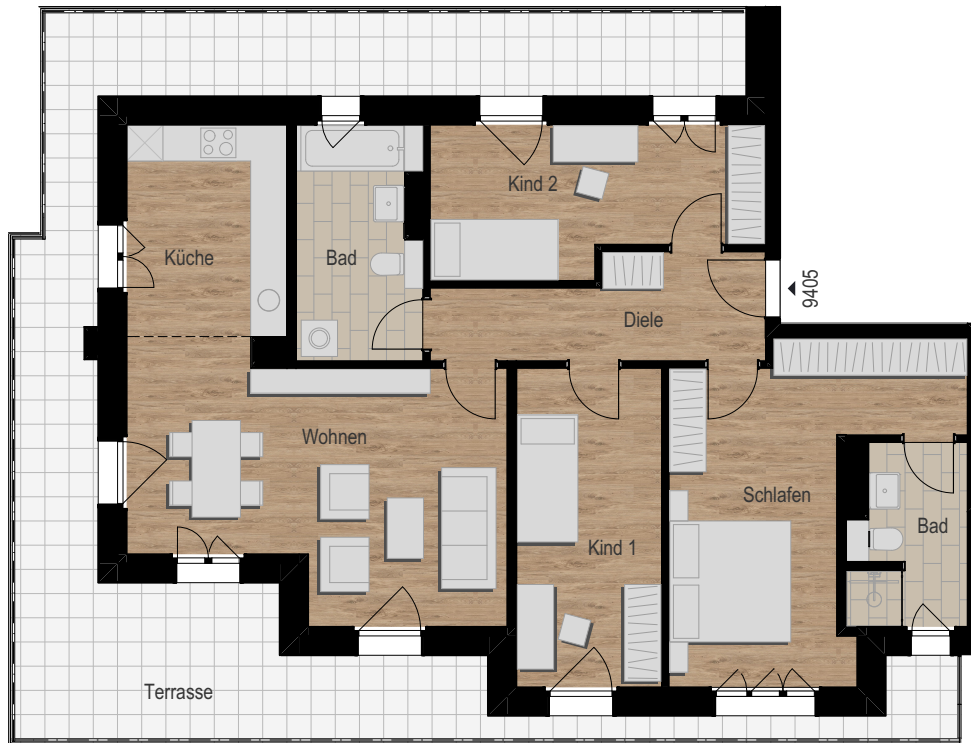 Kind 2
Küche
Bad
9405
Diele
Wohnen
Schlafen
Kind 1
Bad
Terrasse